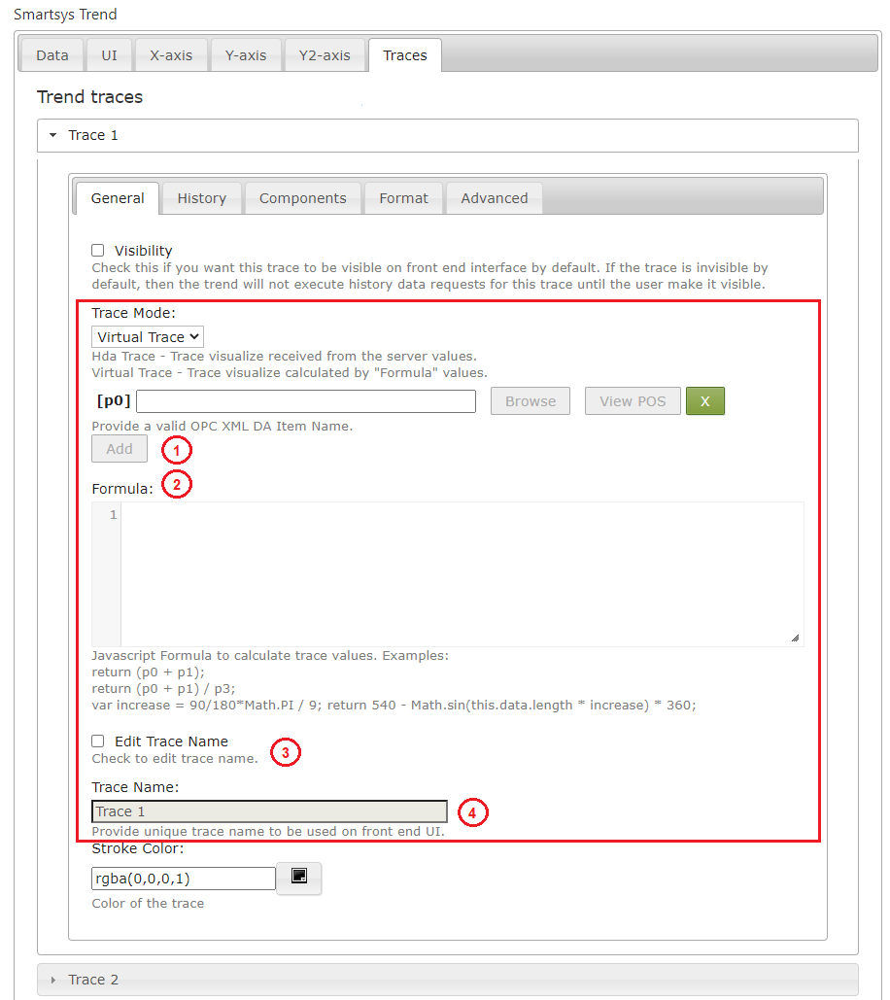 Smartsys Trend
Data UI X-axis Y-axis Y2-axis Traces
Trend traces
Trace 1
General History Components Format Advanced
Visibility
Check this if you want this trace to be visible on front end interface by default. If the trace is invisible by
default, then the trend will not execute history data requests for this trace until the user make it visible.
Trace Mode:
Virtual Trace
Hda Trace - Trace visualize received from the server values.
Virtual Trace - Trace visualize calculated by "Formula" values.
[p0] Browse View POS X
Provide a valid OPC XML DA Item Name.
Add 1
Formula: 2
1
Javascript Formula to calculate trace values. Examples:
return (p0 + p1);
return (p0 + p1) / p3;
var increase = 90/180*Math.PI / 9; return 540 - Math.sin(this.data.length * increase) * 360;
Edit Trace Name
Check to edit trace name. 3
Trace Name:
Trace 1 4
Provide unique trace name to be used on front end UI.
Stroke Color:
rgba(0,0,0,1)
Color of the trace
Trace 2